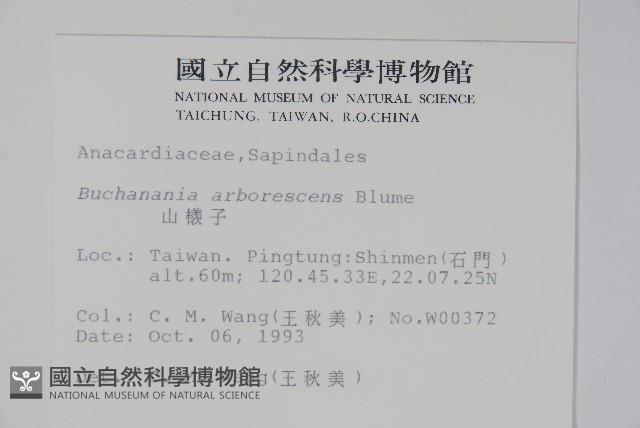 國立自然科學博物館
NATIONAL MUSEUM OF NATURAL SCIENCE
TAICHUNG, TAIWAN, R.O.CHINA
Anacardiaceae,Sapindales
Buchanania arborescens Blume
山檨子
Loc.: Taiwan. Pingtung:Shinmen(石門)
alt.60m; 120.45.33E,22.07.25N
Col.: C. M. Wang(王秋美); No.W00372
Date: Oct. 06, 1993
(王秋美)
國立自然科學博物館
NATIONAL MUSEUM OF NATURAL SCIENCE